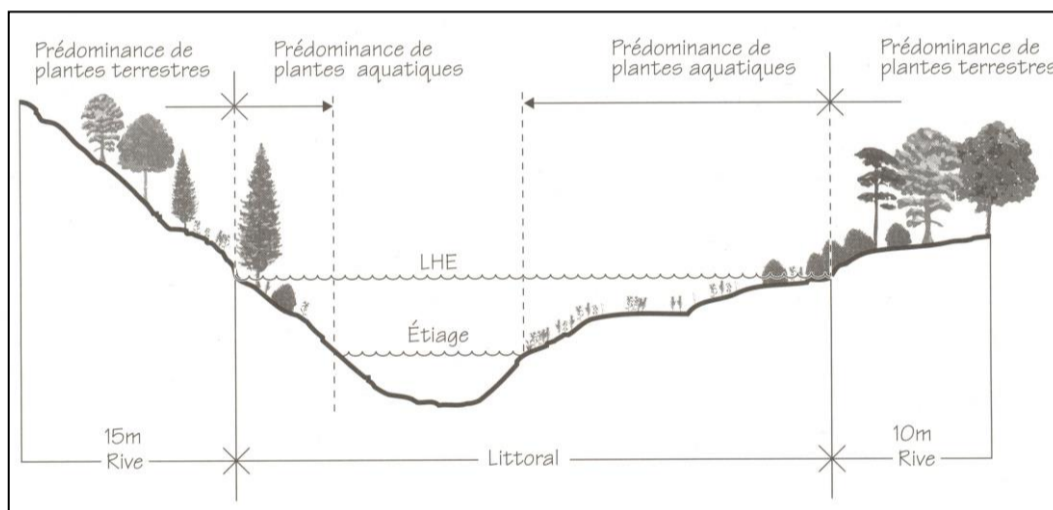 Prédominance de
plantes terrestres
Prédominance de
plantes aquatiques
Prédominance de
plantes aquatiques
Prédominance de
plantes terrestres
LHE
Étiage
15m
Rive
Littoral
10m
Rive